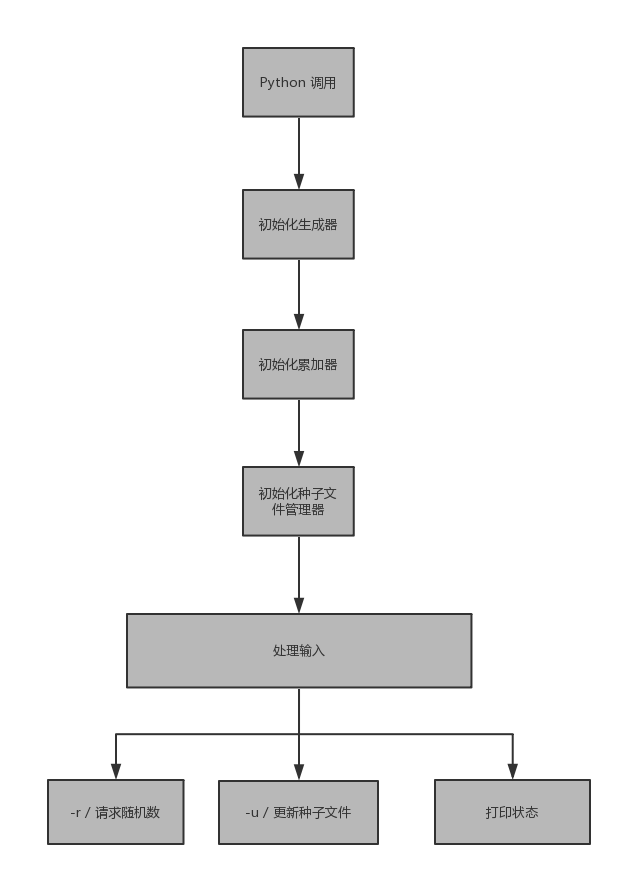 Python 调用
初始化生成器
初始化累加器
初始化种子文
件管理器
处理输入
-r / 请求随机数
-u / 更新种子文件
打印状态